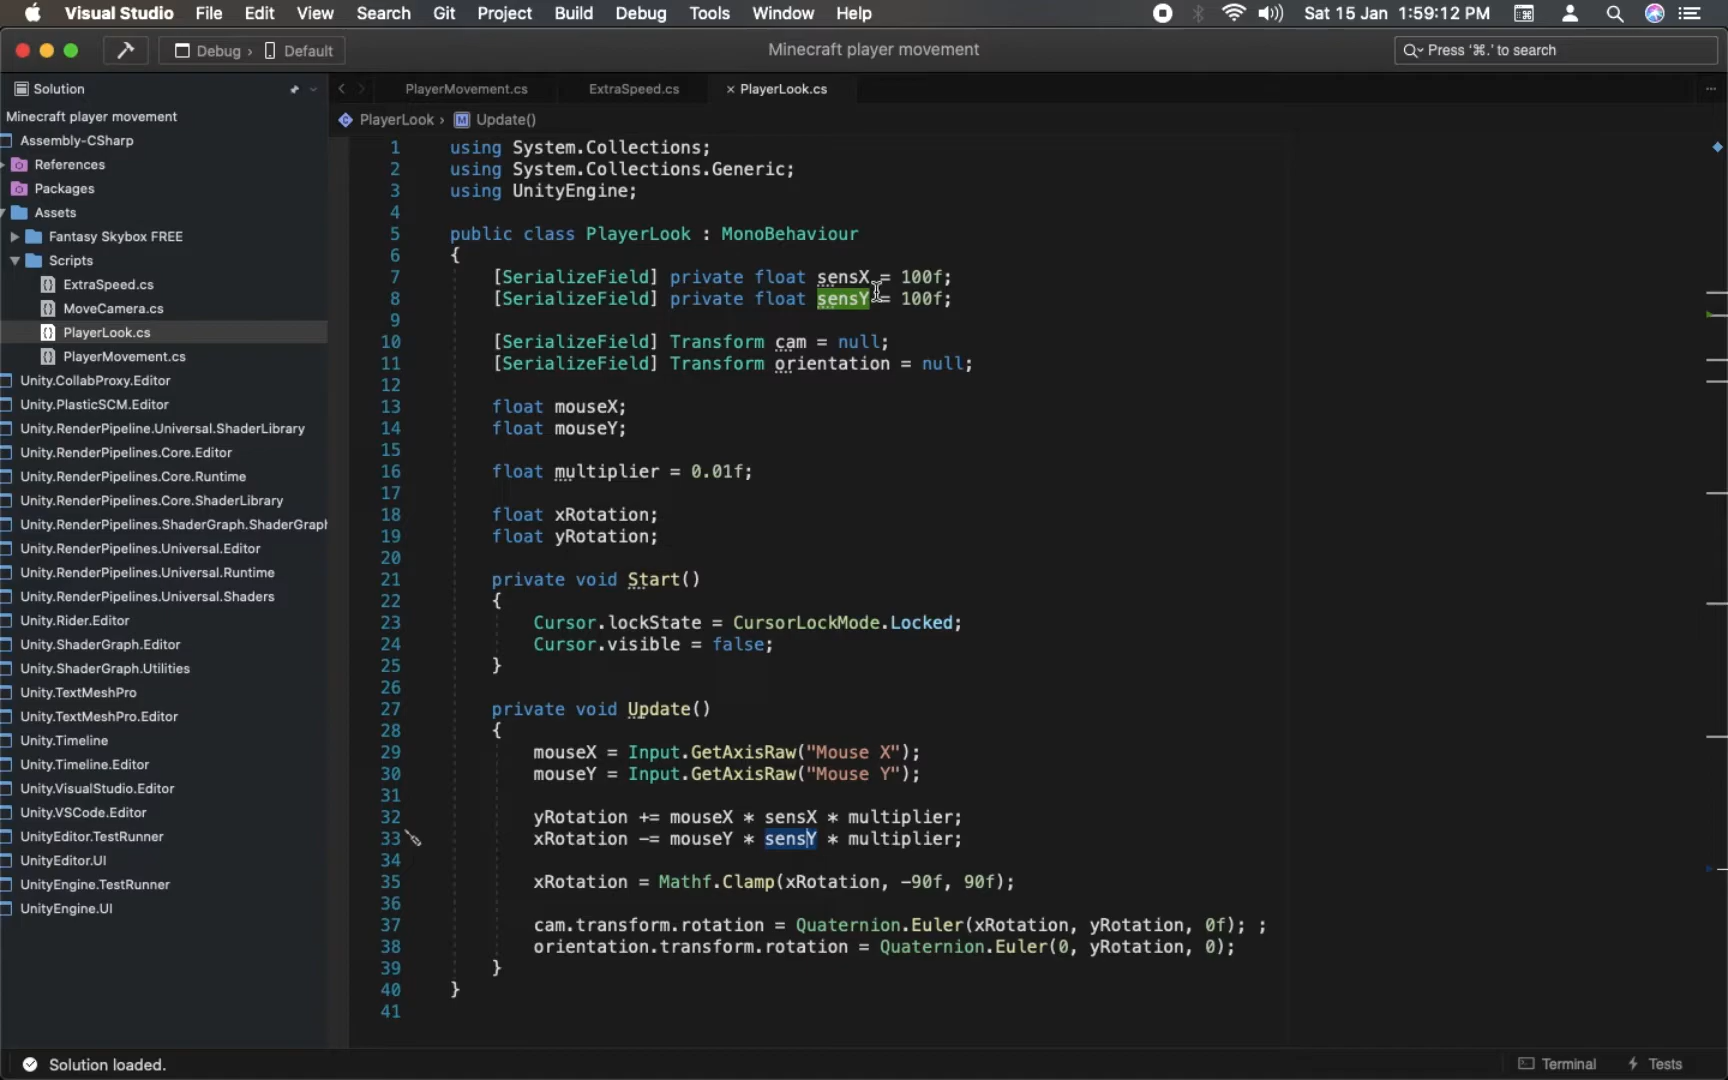 Visual Studio File Edit View Search Git Project Build Debug Tools Window Help Sat 15 Jan 1:59:12 PM
Debug › Default Minecraft player movement Press '⌘.' to search
Solution
PlayerMovement.cs ExtraSpeed.cs × PlayerLook.cs
Minecraft player movement
Assembly-CSharp
References
Packages
Assets
Fantasy Skybox FREE
Scripts
ExtraSpeed.cs
MoveCamera.cs
PlayerLook.cs
PlayerMovement.cs
Unity.CollabProxy.Editor
Unity.PlasticSCM.Editor
Unity.RenderPipeline.Universal.ShaderLibrary
Unity.RenderPipelines.Core.Editor
Unity.RenderPipelines.Core.Runtime
Unity.RenderPipelines.Core.ShaderLibrary
Unity.RenderPipelines.ShaderGraph.ShaderGraph
Unity.RenderPipelines.Universal.Editor
Unity.RenderPipelines.Universal.Runtime
Unity.RenderPipelines.Universal.Shaders
Unity.Rider.Editor
Unity.ShaderGraph.Editor
Unity.ShaderGraph.Utilities
Unity.TextMeshPro
Unity.TextMeshPro.Editor
Unity.Timeline
Unity.Timeline.Editor
Unity.VisualStudio.Editor
Unity.VSCode.Editor
UnityEditor.TestRunner
UnityEditor.UI
UnityEngine.TestRunner
UnityEngine.UI
PlayerLook › M Update()
1 using System.Collections;
2 using System.Collections.Generic;
3 using UnityEngine;
4
5 public class PlayerLook : MonoBehaviour
6 {
7 [SerializeField] private float sensX = 100f;
8 [SerializeField] private float sensY = 100f;
9
10 [SerializeField] Transform cam = null;
11 [SerializeField] Transform orientation = null;
12
13 float mouseX;
14 float mouseY;
15
16 float multiplier = 0.01f;
17
18 float xRotation;
19 float yRotation;
20
21 private void Start()
22 {
23 Cursor.lockState = CursorLockMode.Locked;
24 Cursor.visible = false;
25 }
26
27 private void Update()
28 {
29 mouseX = Input.GetAxisRaw("Mouse X");
30 mouseY = Input.GetAxisRaw("Mouse Y");
31
32 yRotation += mouseX * sensX * multiplier;
33 xRotation -= mouseY * sensY * multiplier;
34
35 xRotation = Mathf.Clamp(xRotation, -90f, 90f);
36
37 cam.transform.rotation = Quaternion.Euler(xRotation, yRotation, 0f); ;
38 orientation.transform.rotation = Quaternion.Euler(0, yRotation, 0);
39 }
40 }
41
Solution loaded. Terminal Tests